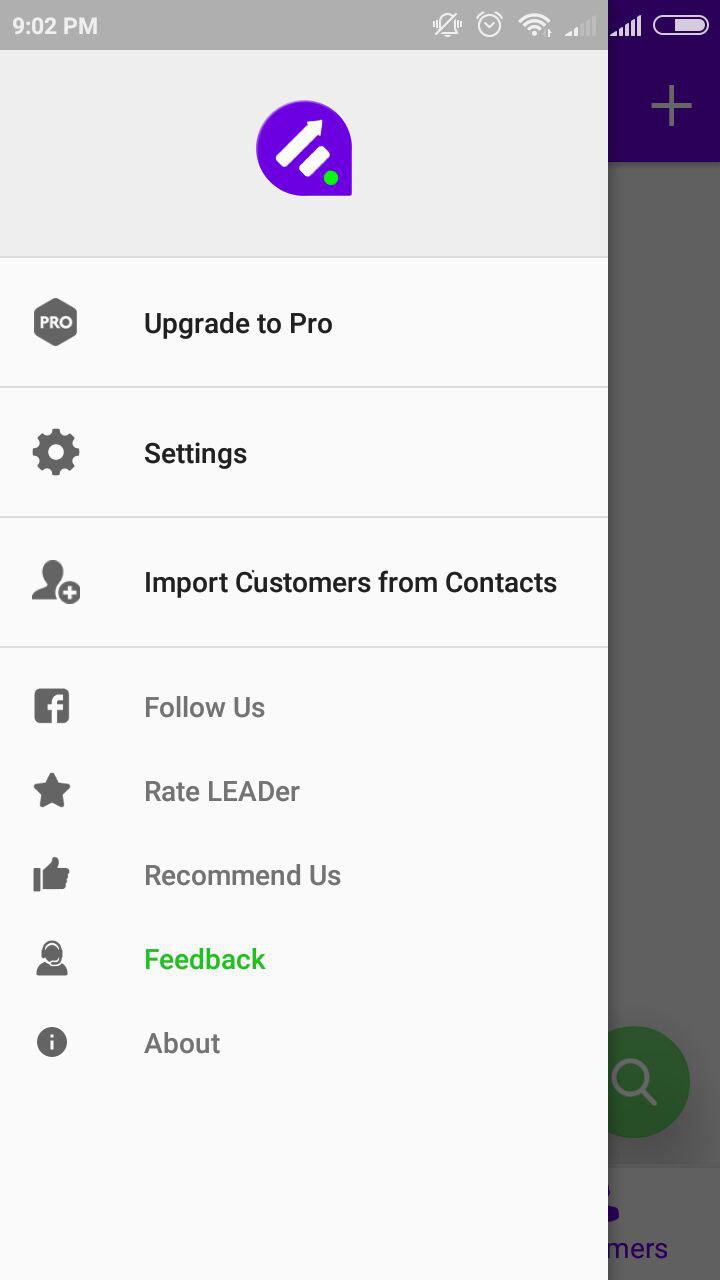 9:02 PM
PRO
Upgrade to Pro
Settings
Import Customers from Contacts
Follow Us
Rate LEADer
Recommend Us
Feedback
About
mers